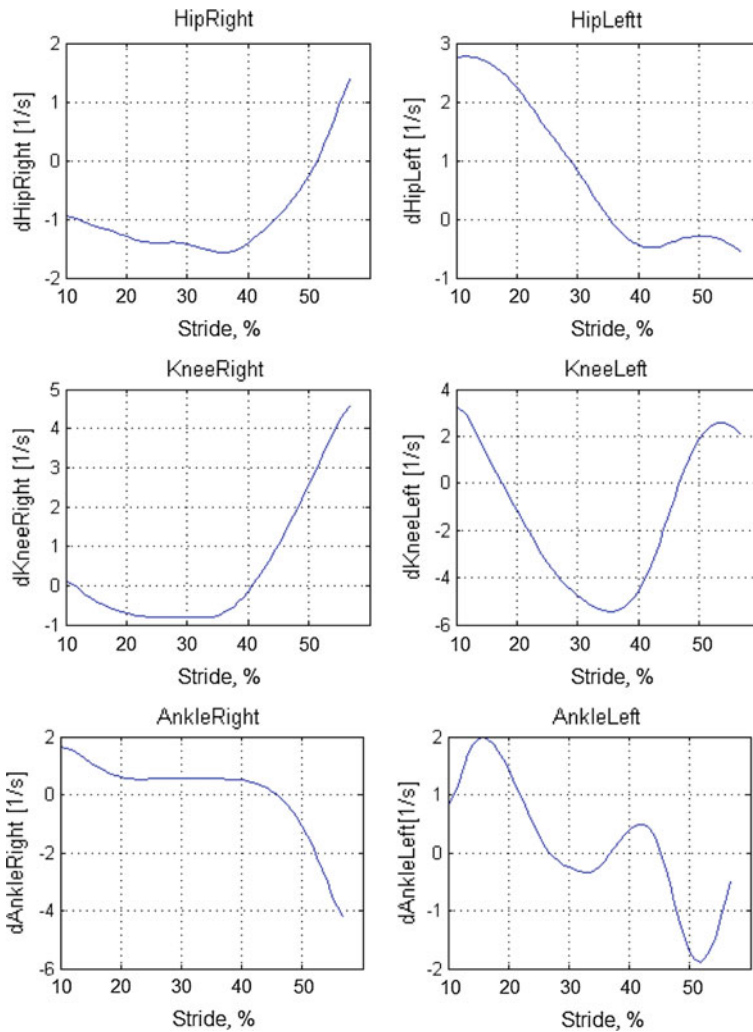 HipRight
HipLeftt
2
1
0
-1
-2
dHipRight [1/s]
10 20 30 40 50
Stride, %
3
2
1
0
-1
dHipLeft [1/s]
10 20 30 40 50
Stride, %
KneeRight
KneeLeft
5
4
3
2
1
0
-1
dKneeRight [1/s]
10 20 30 40 50
Stride, %
4
2
0
-2
-4
-6
dKneeLeft [1/s]
10 20 30 40 50
Stride, %
AnkleRight
AnkleLeft
2
0
-2
-4
-6
dAnkleRight [1/s]
10 20 30 40 50
Stride, %
2
1
0
-1
-2
dAnkleLeft[1/s]
10 20 30 40 50
Stride, %